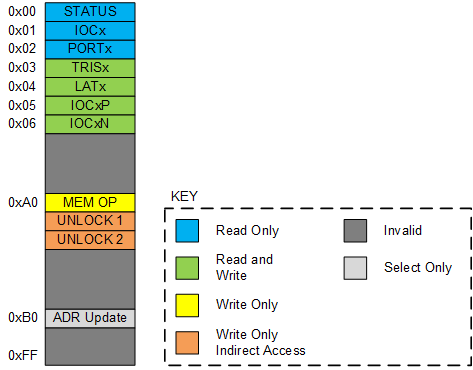 0x00 STATUS
0x01 IOCx
0x02 PORTx
0x03 TRISx
0x04 LATx
0x05 IOCxP
0x06 IOCxN
0xA0 MEM OP
UNLOCK 1
UNLOCK 2
0xB0 ADR Update
0xFF
KEY
Read Only
Read and
Write
Write Only
Write Only
Indirect Access
Invalid
Select Only